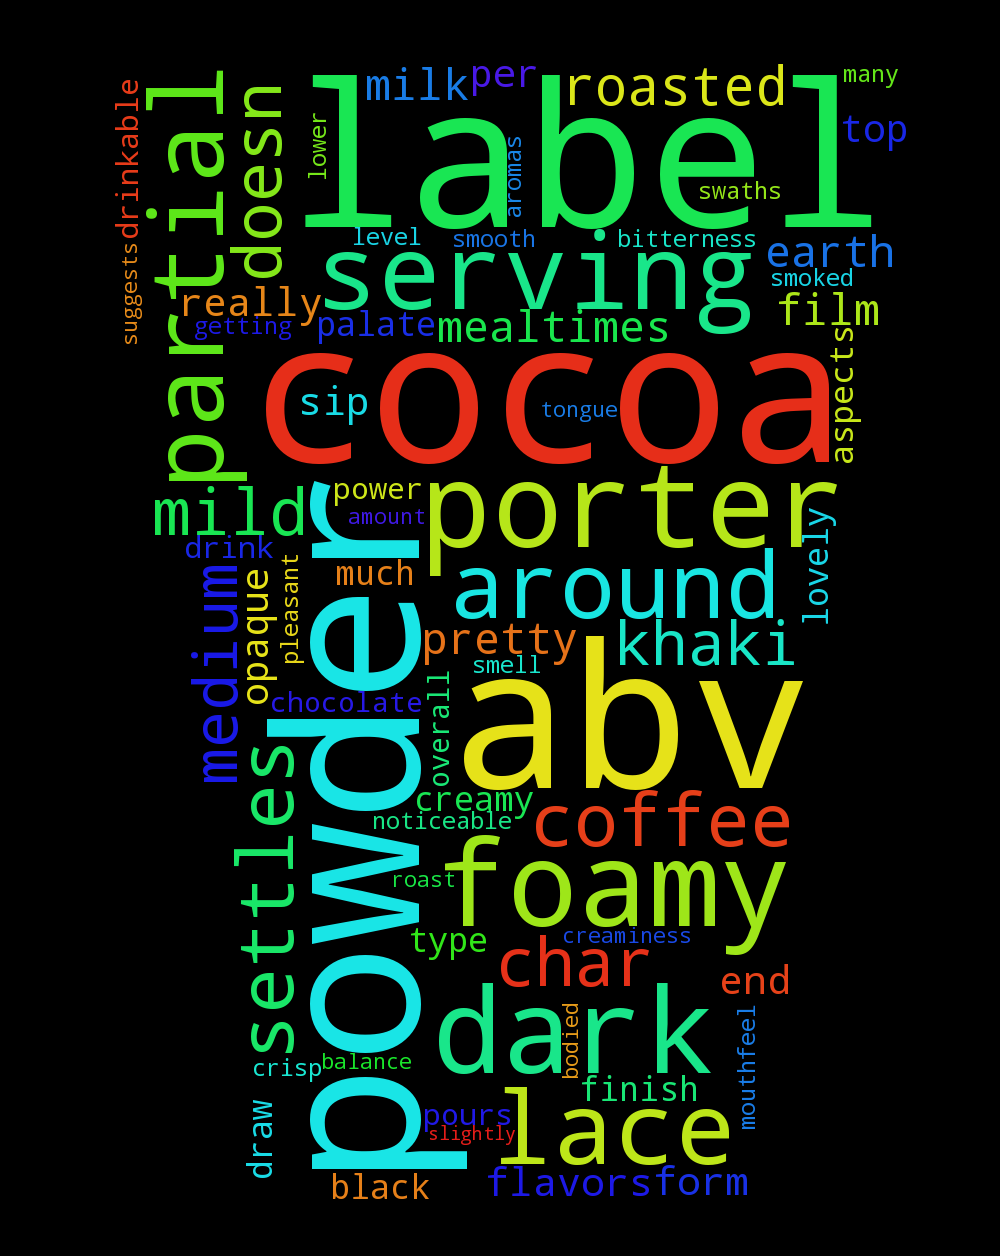 label
milk
per
roasted
many
top
lower
aromas
swaths
drinkable
partial
doesn
level
smooth
bitterness
earth
serving
smoked
suggests
really
film
getting
palate
mealtimes
aspects
cocoa
sip
tongue
mild
power
porter
amount
lovely
drink
powder
much
around
medium
opaque
pleasant
pretty
khaki
smell
abv
chocolate
overall
settles
creamy
noticeable
coffee
foamy
roast
type
creaminess
char
end
dark
bodied
mouthfeel
crisp
balance
finish
draw
pours
slightly
lace
black
flavors
form